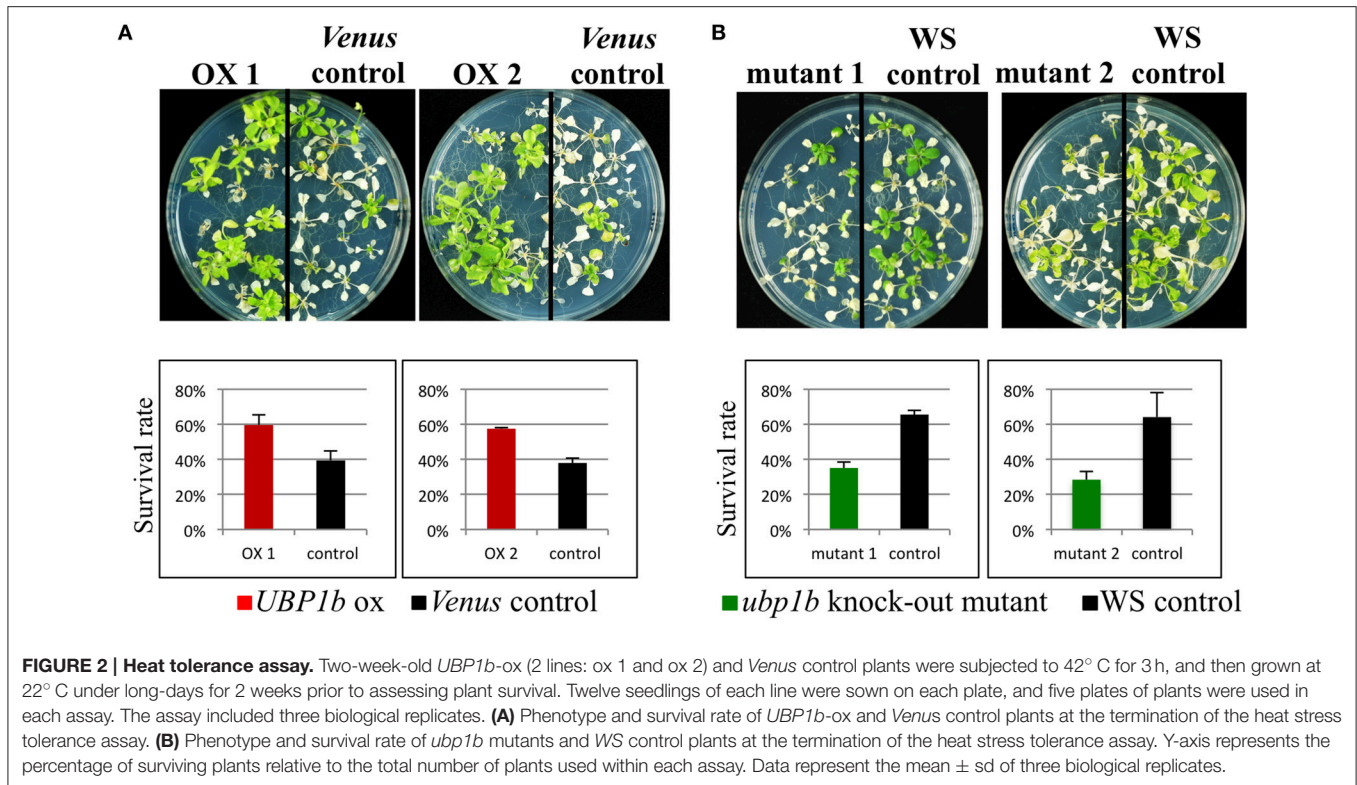 A
OX 1
Venus
control
OX 2
Venus
control
B
mutant 1
WS
control
mutant 2
WS
control
Survival rate
80%
60%
40%
20%
0%
OX 1 control
80%
60%
40%
20%
0%
OX 2 control
UBP1b ox Venus control
Survival rate
80%
60%
40%
20%
0%
mutant 1 control
80%
60%
40%
20%
0%
mutant 2 control
ubp1b knock-out mutant WS control
FIGURE 2 | Heat tolerance assay. Two-week-old UBP1b-ox (2 lines: ox 1 and ox 2) and Venus control plants were subjected to 42° C for 3 h, and then grown at
22° C under long-days for 2 weeks prior to assessing plant survival. Twelve seedlings of each line were sown on each plate, and five plates of plants were used in
each assay. The assay included three biological replicates. (A) Phenotype and survival rate of UBP1b-ox and Venus control plants at the termination of the heat stress
tolerance assay. (B) Phenotype and survival rate of ubp1b mutants and WS control plants at the termination of the heat stress tolerance assay. Y-axis represents the
percentage of surviving plants relative to the total number of plants used within each assay. Data represent the mean ± sd of three biological replicates.